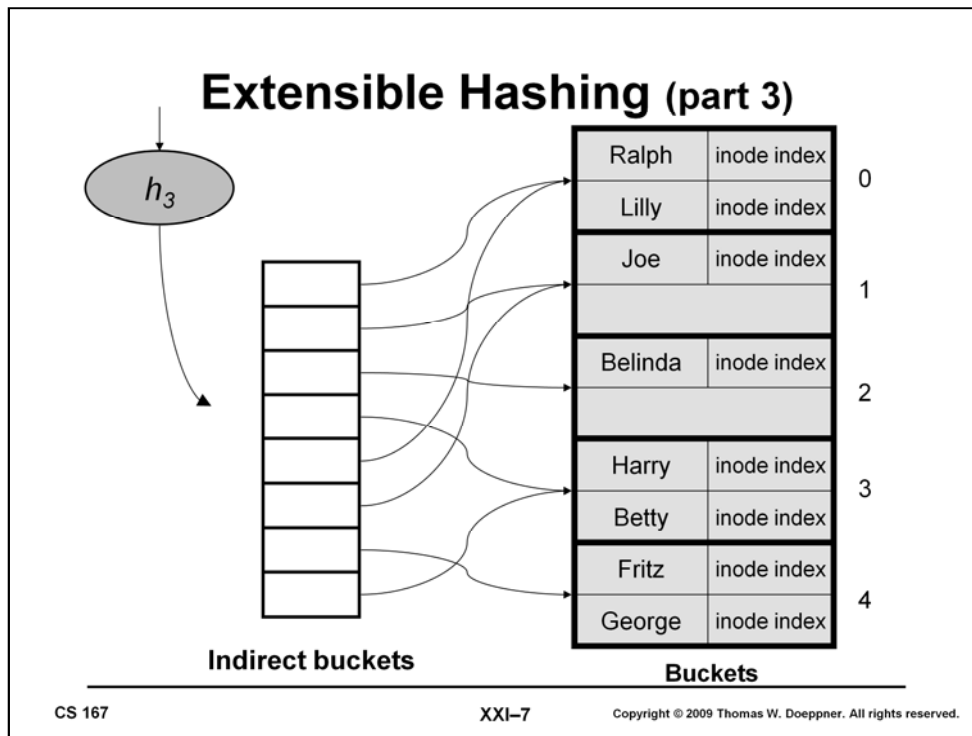 Extensible Hashing (part 3)
h3
Ralph inode index
0
Lilly inode index
Joe inode index
1
Belinda inode index
2
Harry inode index
3
Betty inode index
Fritz inode index
4
George inode index
Indirect buckets
Buckets
CS 167
XXI–7
Copyright © 2009 Thomas W. Doeppner. All rights reserved.